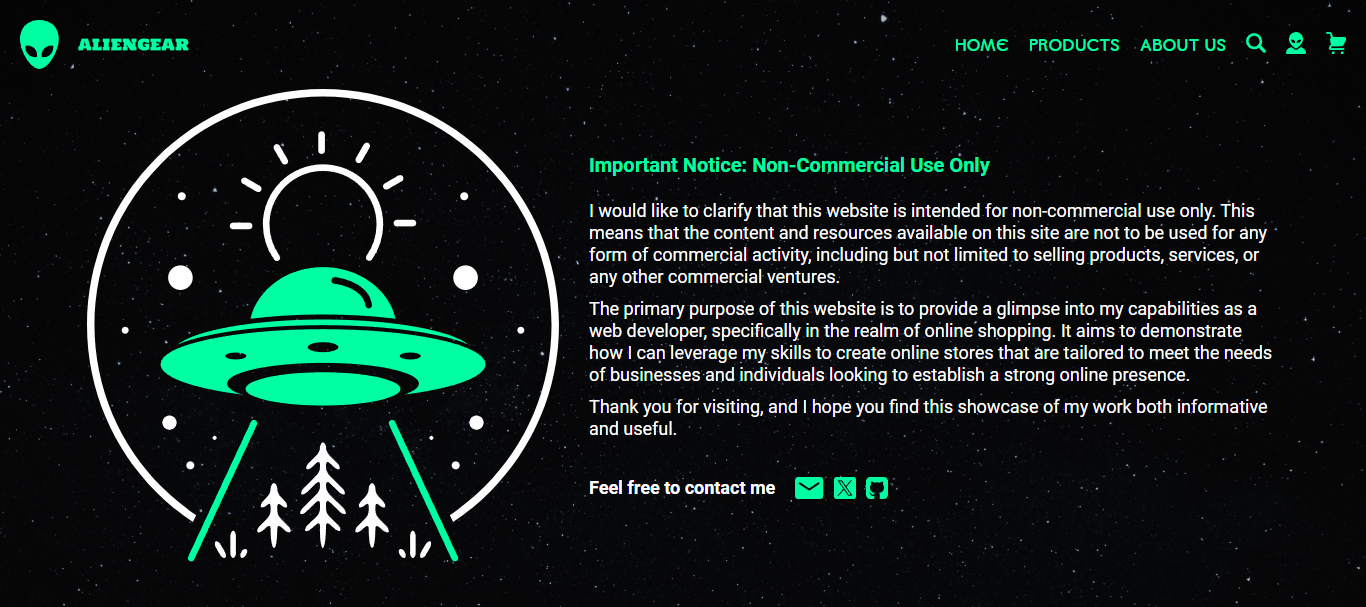 ALIENGEAR
HOME PRODUCTS ABOUT US
Important Notice: Non-Commercial Use Only
I would like to clarify that this website is intended for non-commercial use only. This
means that the content and resources available on this site are not to be used for any
form of commercial activity, including but not limited to selling products, services, or
any other commercial ventures.
The primary purpose of this website is to provide a glimpse into my capabilities as a
web developer, specifically in the realm of online shopping. It aims to demonstrate
how I can leverage my skills to create online stores that are tailored to meet the needs
of businesses and individuals looking to establish a strong online presence.
Thank you for visiting, and I hope you find this showcase of my work both informative
and useful.
Feel free to contact me